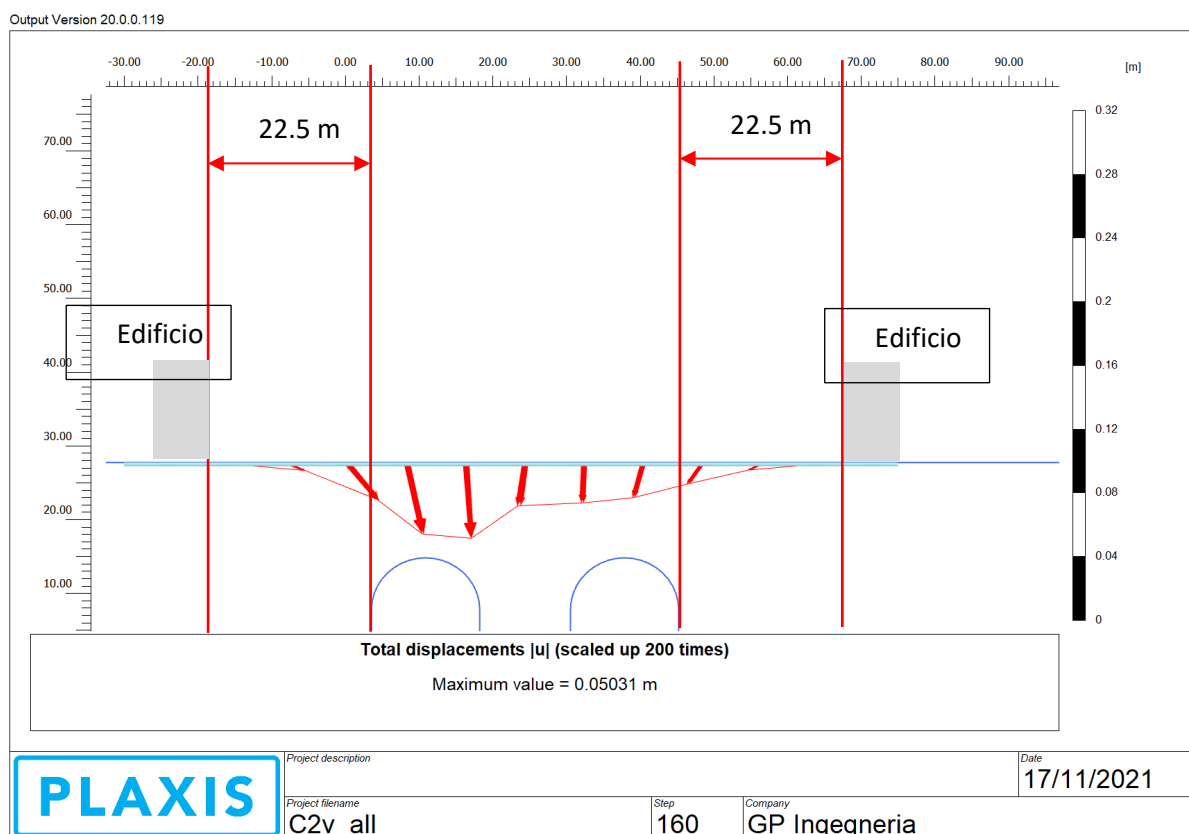 Output Version 20.0.0.119
-30.00 -20.00 -10.00 0.00 10.00 20.00 30.00 40.00 50.00 60.00 70.00 80.00 90.00
[m]
0.32
22.5 m 22.5 m
70.00
0.28
60.00
0.24
50.00
0.2
Edificio Edificio
40.00
0.16
30.00
0.12
20.00
0.08
10.00
0.04
0
Total displacements |u| (scaled up 200 times)
Maximum value = 0.05031 m
PLAXIS
Project description
Date
17/11/2021
Project filename
C2v_all
Step
160
Company
GP Ingegneria